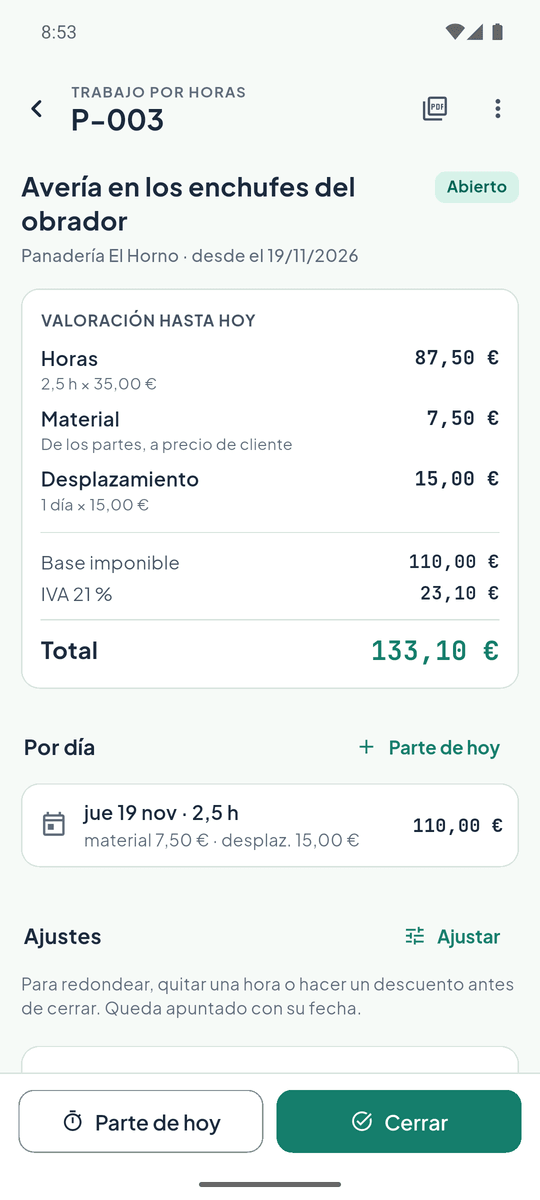 8:53
TRABAJO POR HORAS
P-003
PDF
Avería en los enchufes del
obrador
Abierto
Panadería El Horno · desde el 19/11/2026
VALORACIÓN HASTA HOY
Horas 87,50 €
2,5 h × 35,00 €
Material 7,50 €
De los partes, a precio de cliente
Desplazamiento 15,00 €
1 día × 15,00 €
Base imponible 110,00 €
IVA 21 % 23,10 €
Total 133,10 €
Por día + Parte de hoy
jue 19 nov · 2,5 h 110,00 €
material 7,50 € · desplaz. 15,00 €
Ajustes Ajustar
Para redondear, quitar una hora o hacer un descuento antes
de cerrar. Queda apuntado con su fecha.
Parte de hoy Cerrar